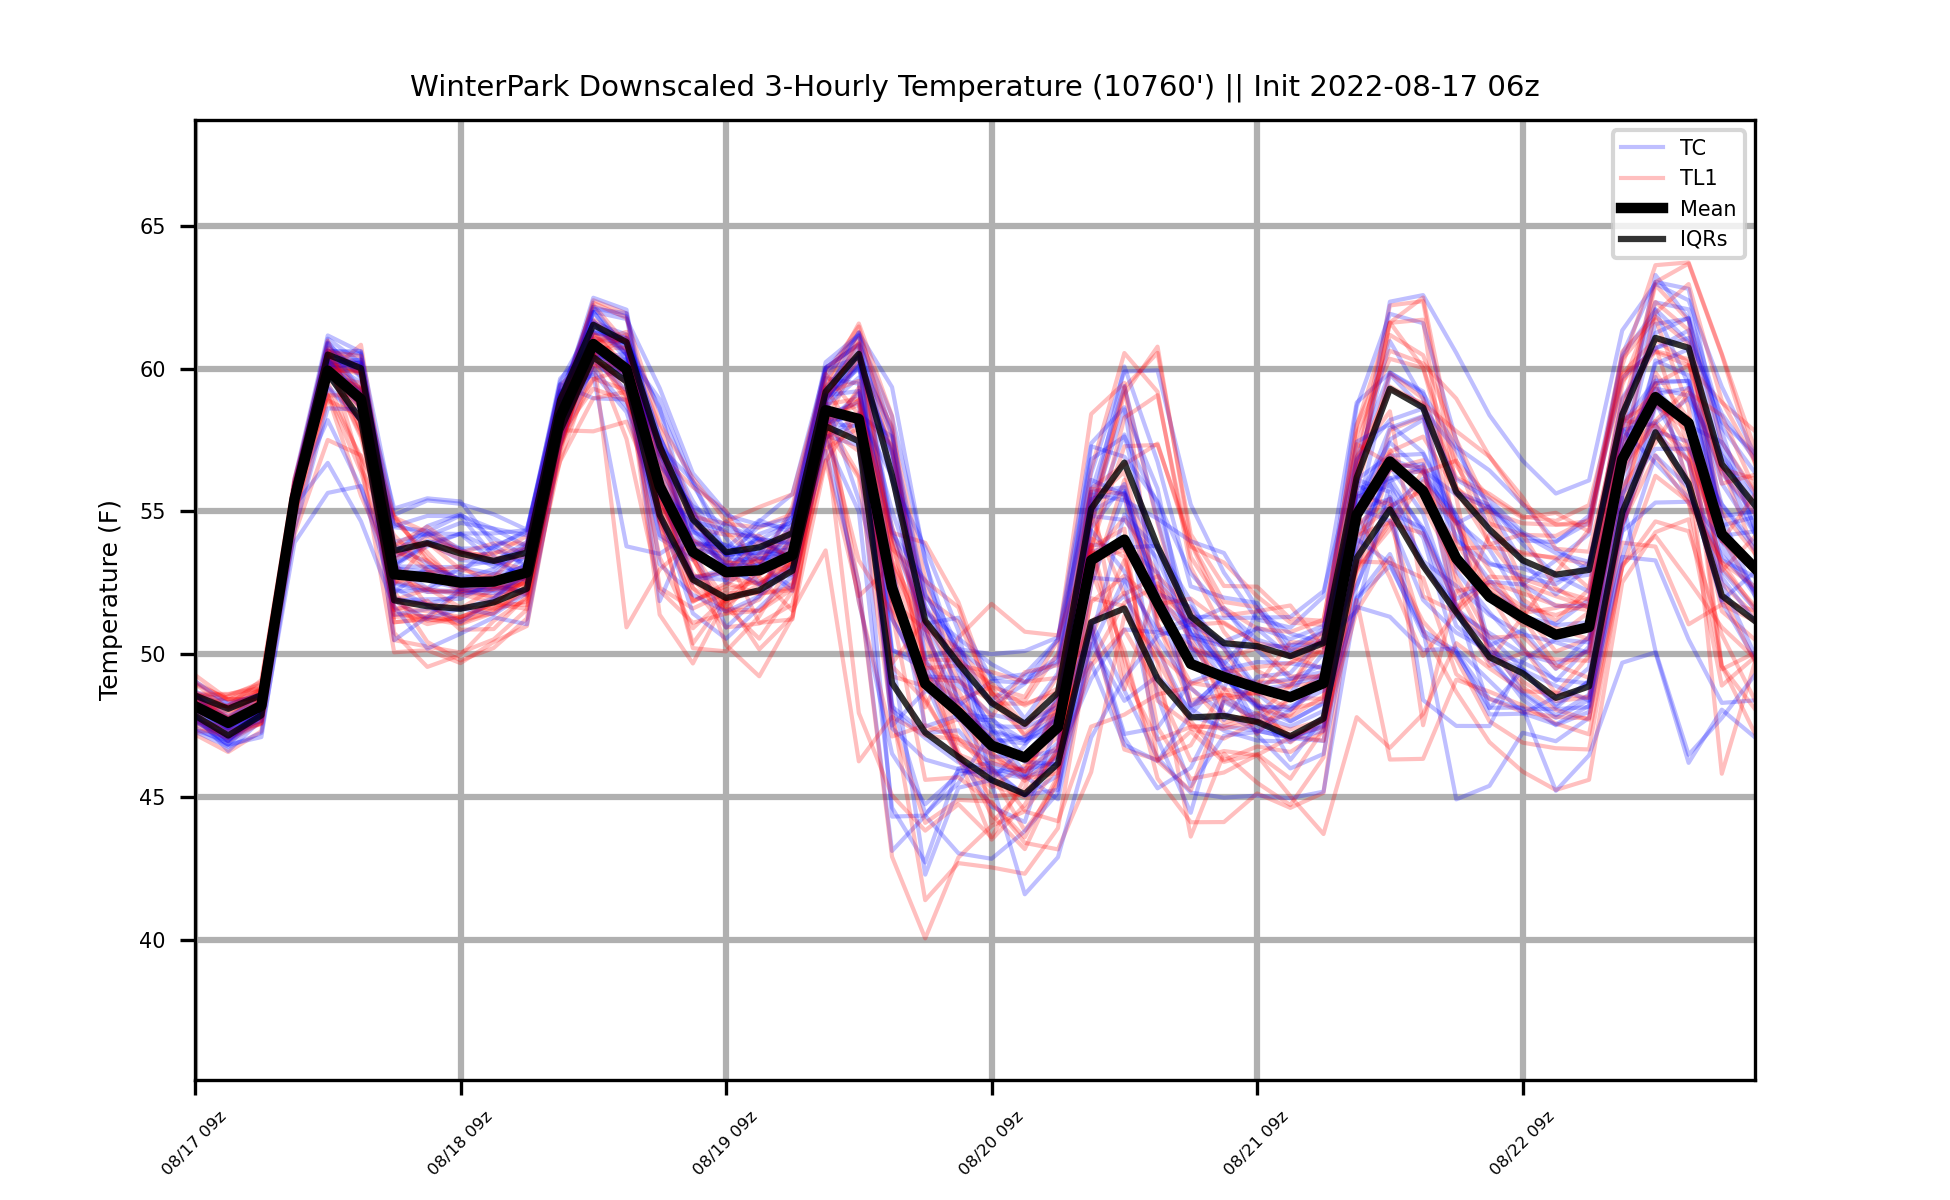 WinterPark Downscaled 3-Hourly Temperature (10760') || Init 2022-08-17 06z
TC
TL1
Mean
IQRs
Temperature (F)
65
60
55
50
45
40
08/17 09z
08/18 09z
08/19 09z
08/20 09z
08/21 09z
08/22 09z